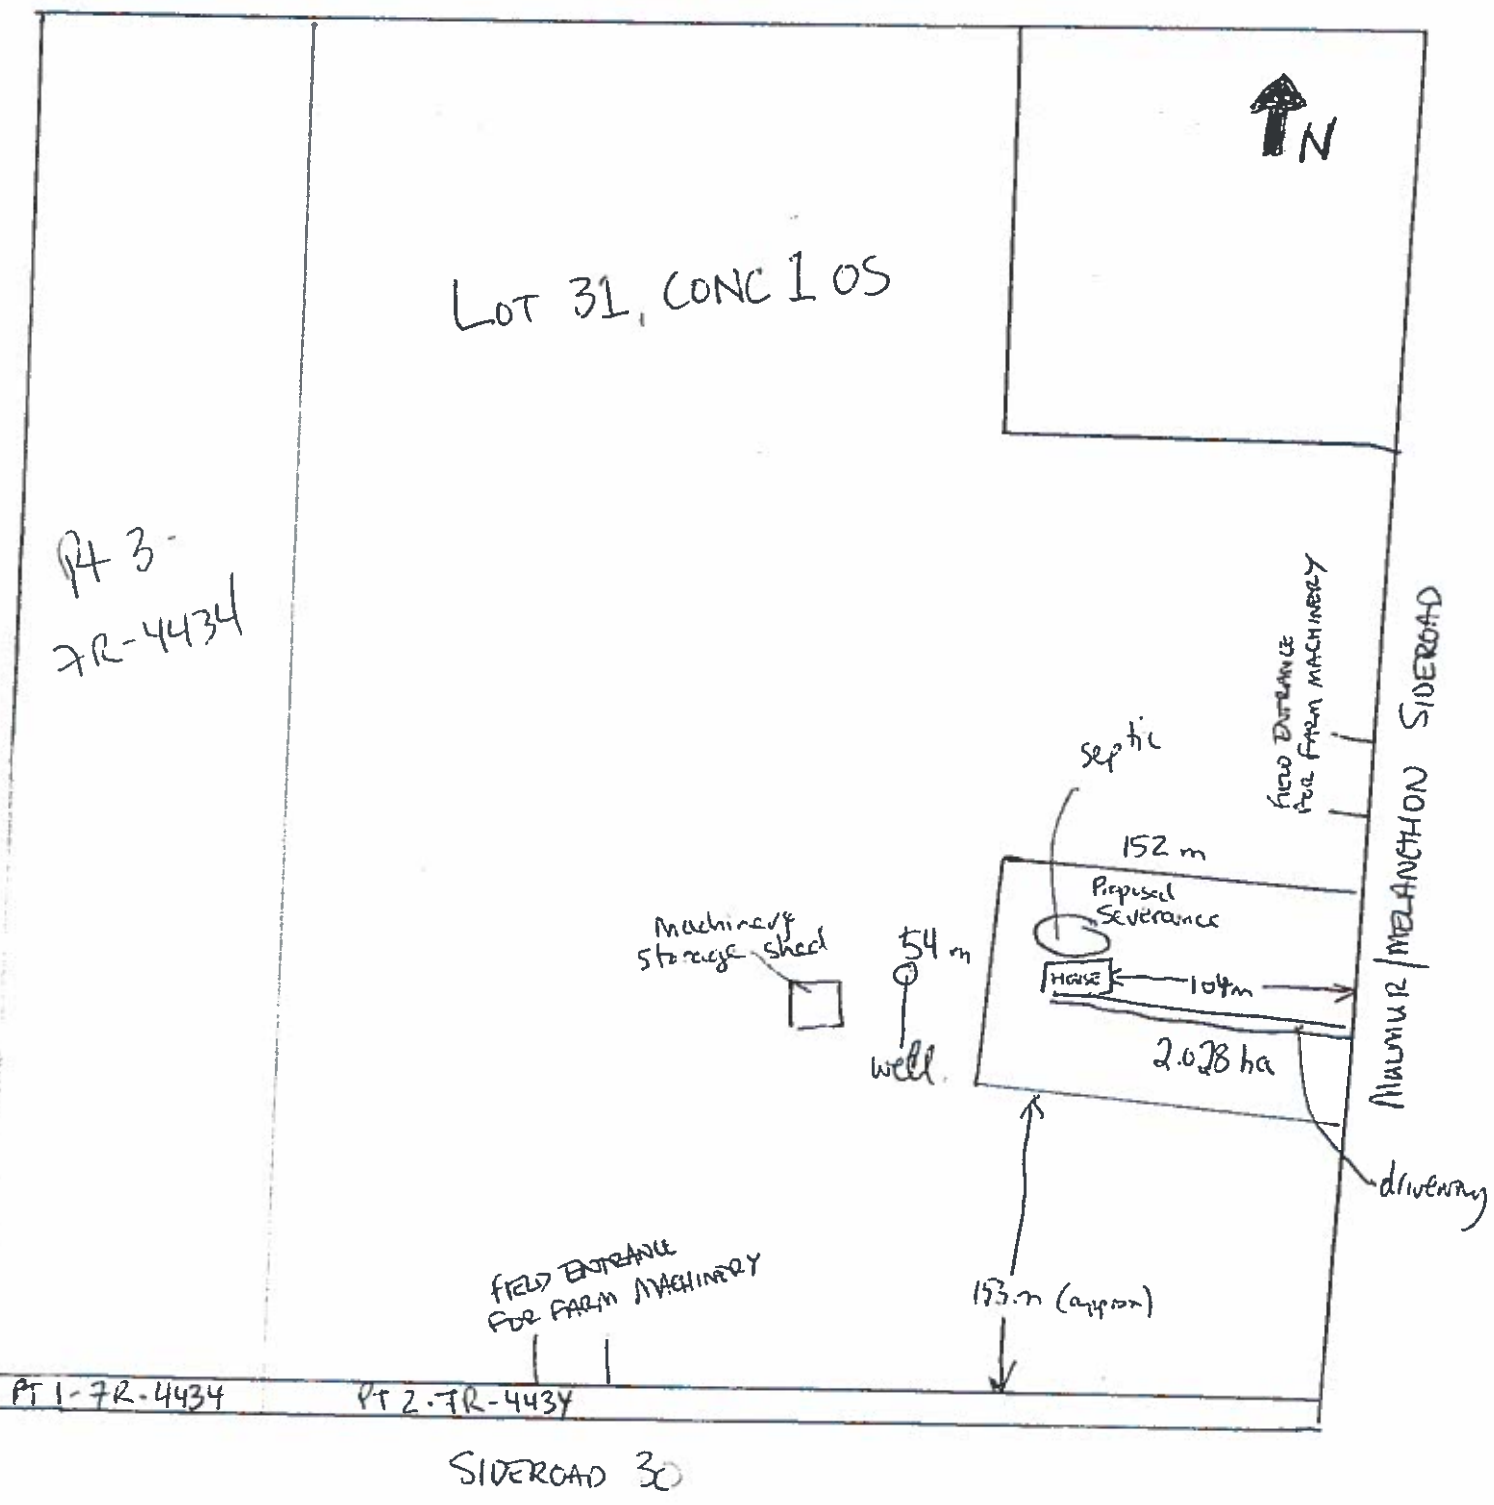 N
LOT 31, CONC 1 OS
Pt 3-
7R-4434
FIELD ENTRANCE
FOR FARM MACHINERY
MULMUR/MELANCTHON SIDEROAD
septic
152 m
Proposed
Severance
Machinery
storage shed
54 m
HOUSE
104m
well.
2.028 ha
driveway
FIELD ENTRANCE
FOR FARM MACHINERY
153 m (approx)
PT 1-7R-4434
PT 2-7R-4434
SIDEROAD 30